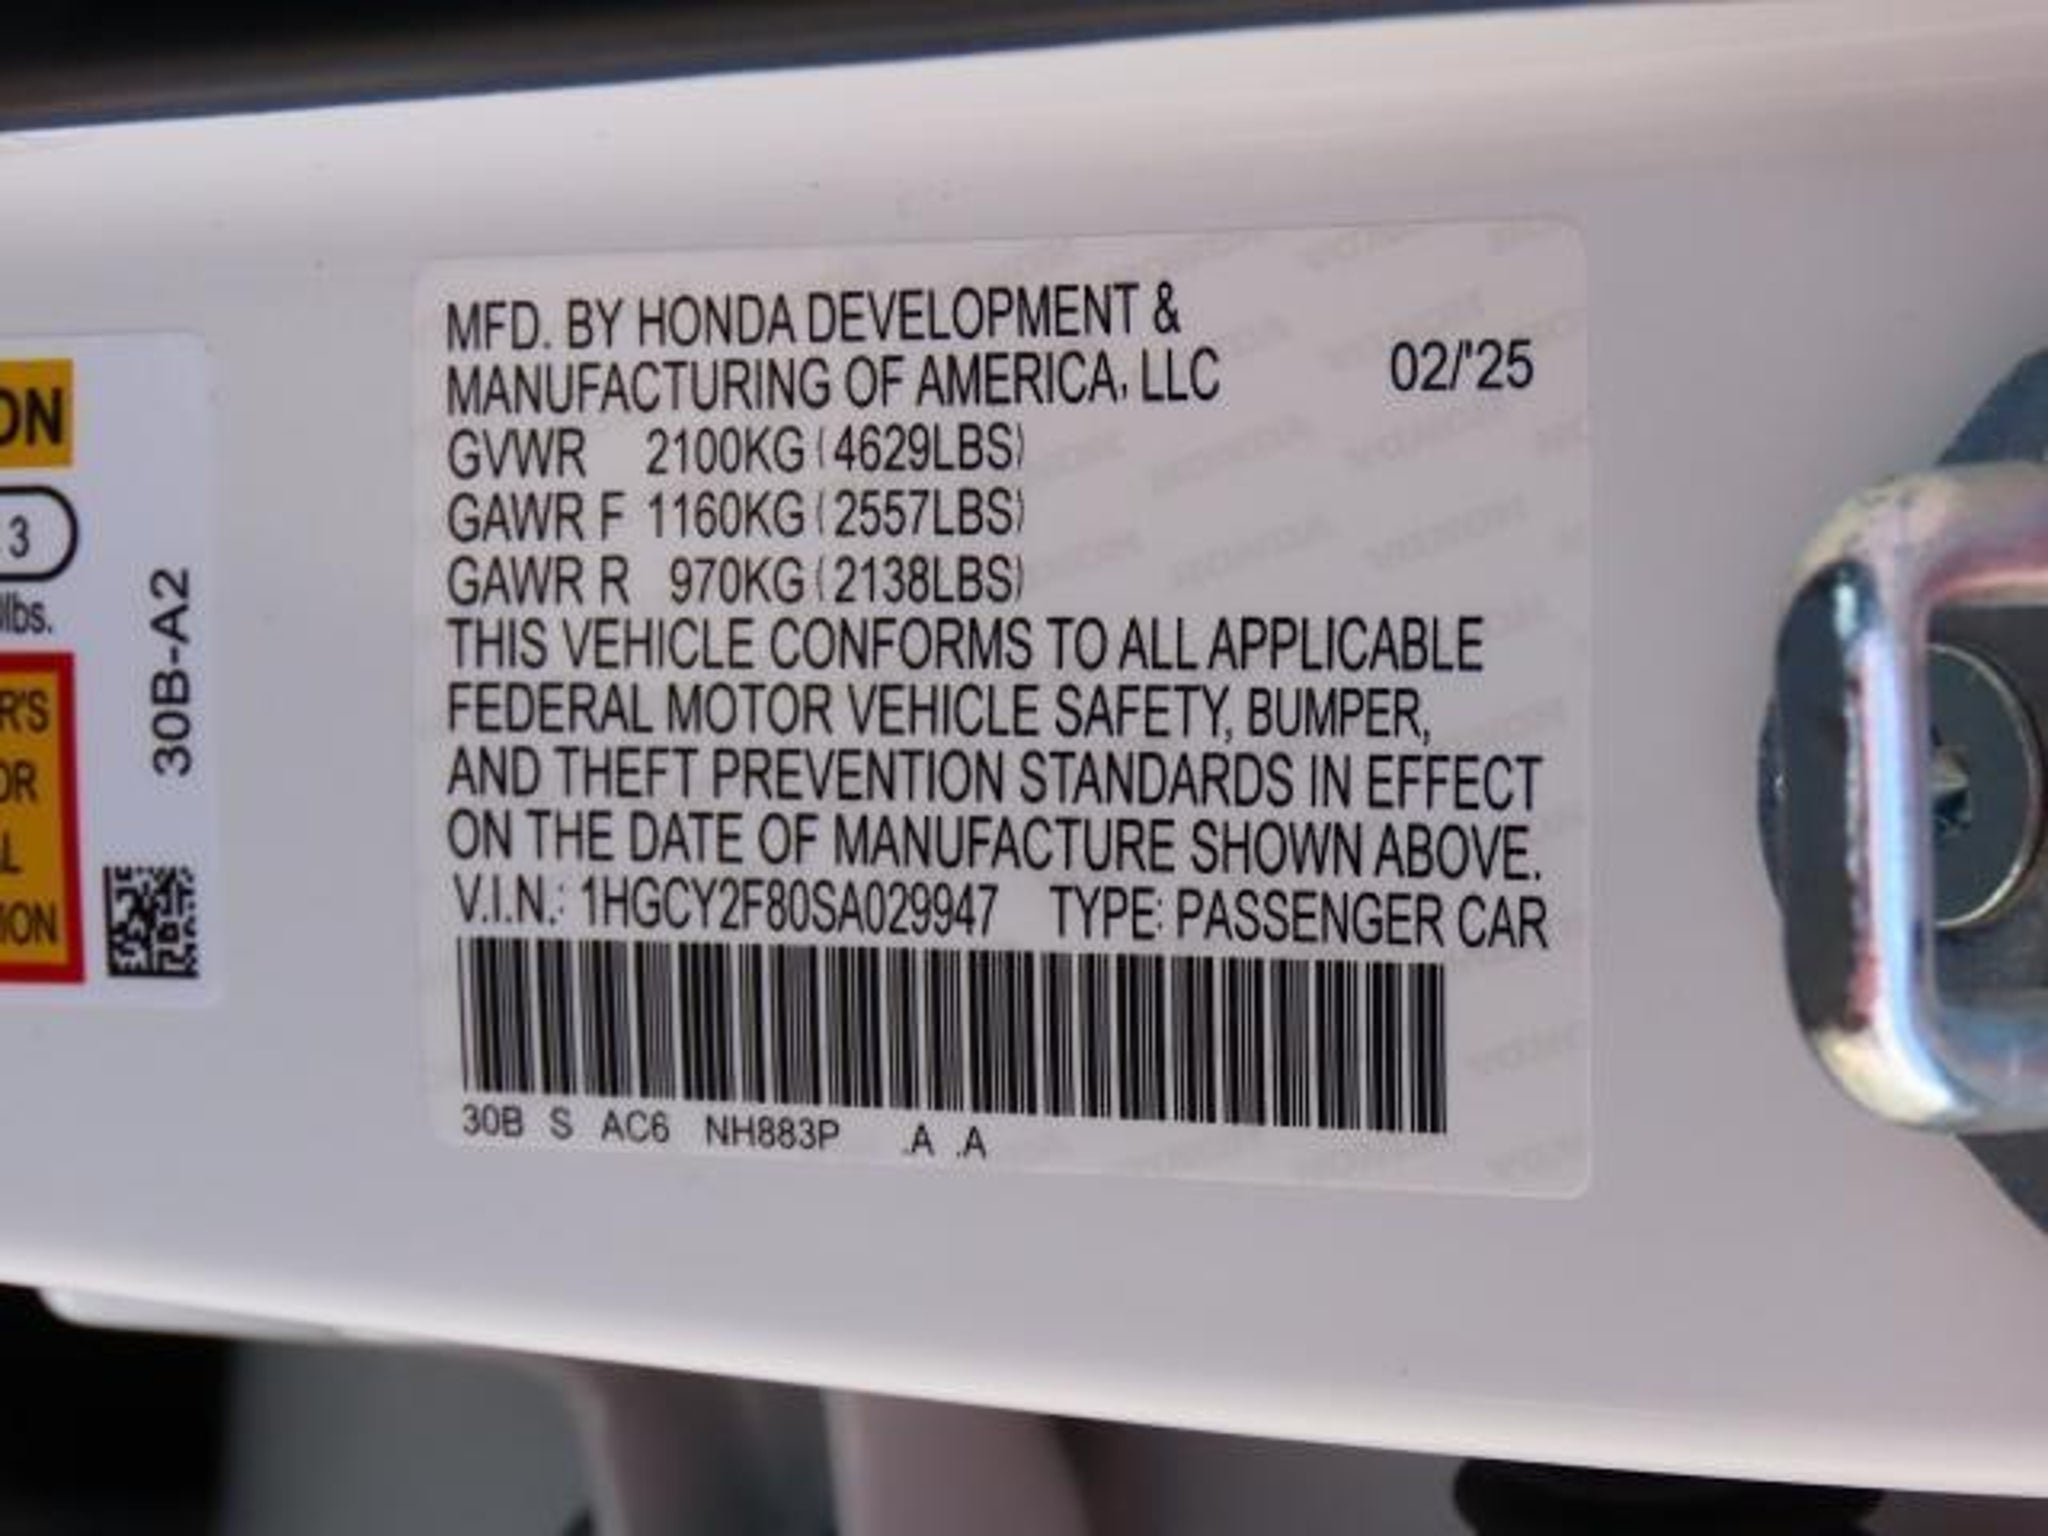 ON
3
lbs.
R'S
OR
L
ION
30B-A2
MFD. BY HONDA DEVELOPMENT &
MANUFACTURING OF AMERICA, LLC 02/'25
GVWR 2100KG (4629LBS)
GAWR F 1160KG (2557LBS)
GAWR R 970KG (2138LBS)
THIS VEHICLE CONFORMS TO ALL APPLICABLE
FEDERAL MOTOR VEHICLE SAFETY, BUMPER,
AND THEFT PREVENTION STANDARDS IN EFFECT
ON THE DATE OF MANUFACTURE SHOWN ABOVE.
V.I.N.: 1HGCY2F80SA029947 TYPE: PASSENGER CAR
30B S AC6 NH883P .A .A